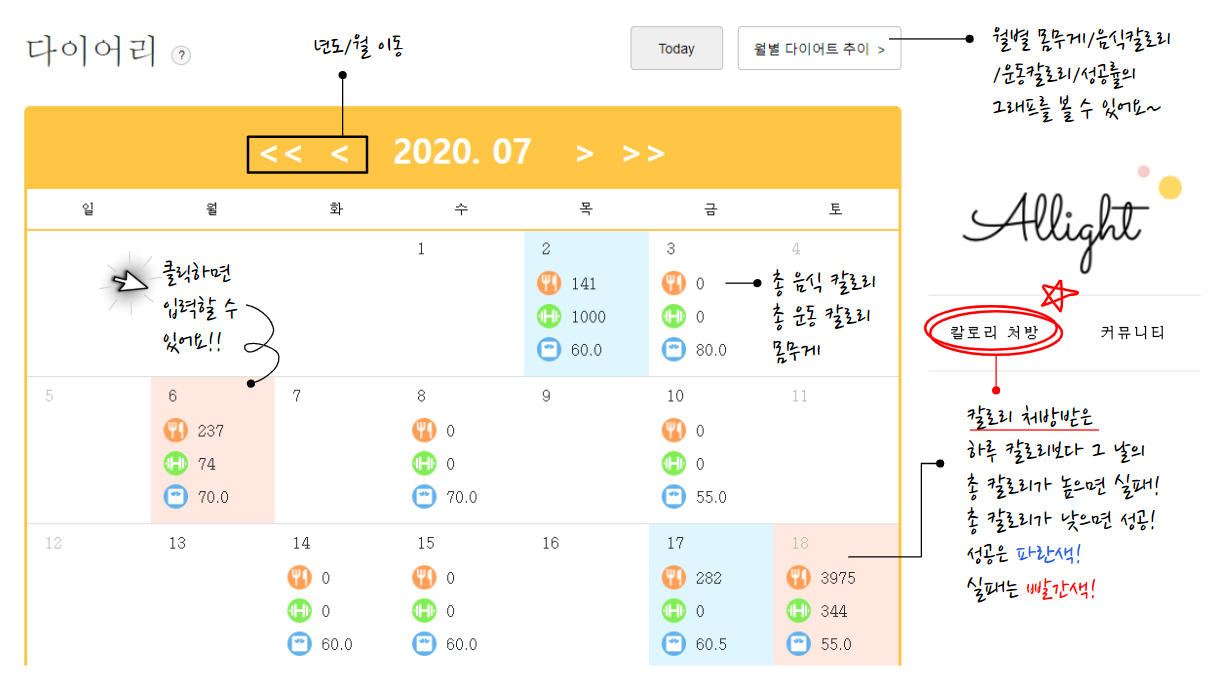 다이어리 ?
년도/월 이동
Today
월별 다이어트 추이 >
월별 몸무게/음식칼로리
/운동칼로리/성공률의
그래프를 볼 수 있어요~
<< < 2020. 07 > >>
일 월 화 수 목 금 토
Allight
칼로리 처방 커뮤니티
1 2 3 4
클릭하면
입력할 수
있어요!!
141 0
1000 0
60.0 80.0
총 음식 칼로리
총 운동 칼로리
몸무게
5 6 7 8 9 10 11
237 0 0
74 0 0
70.0 70.0 55.0
12 13 14 15 16 17 18
0 0 282 3975
0 0 0 344
60.0 60.0 60.5 55.0
칼로리 처방받은
하루 칼로리보다 그 날의
총 칼로리가 높으면 실패!
총 칼로리가 낮으면 성공!
성공은 파란색!
실패는 빨간색!